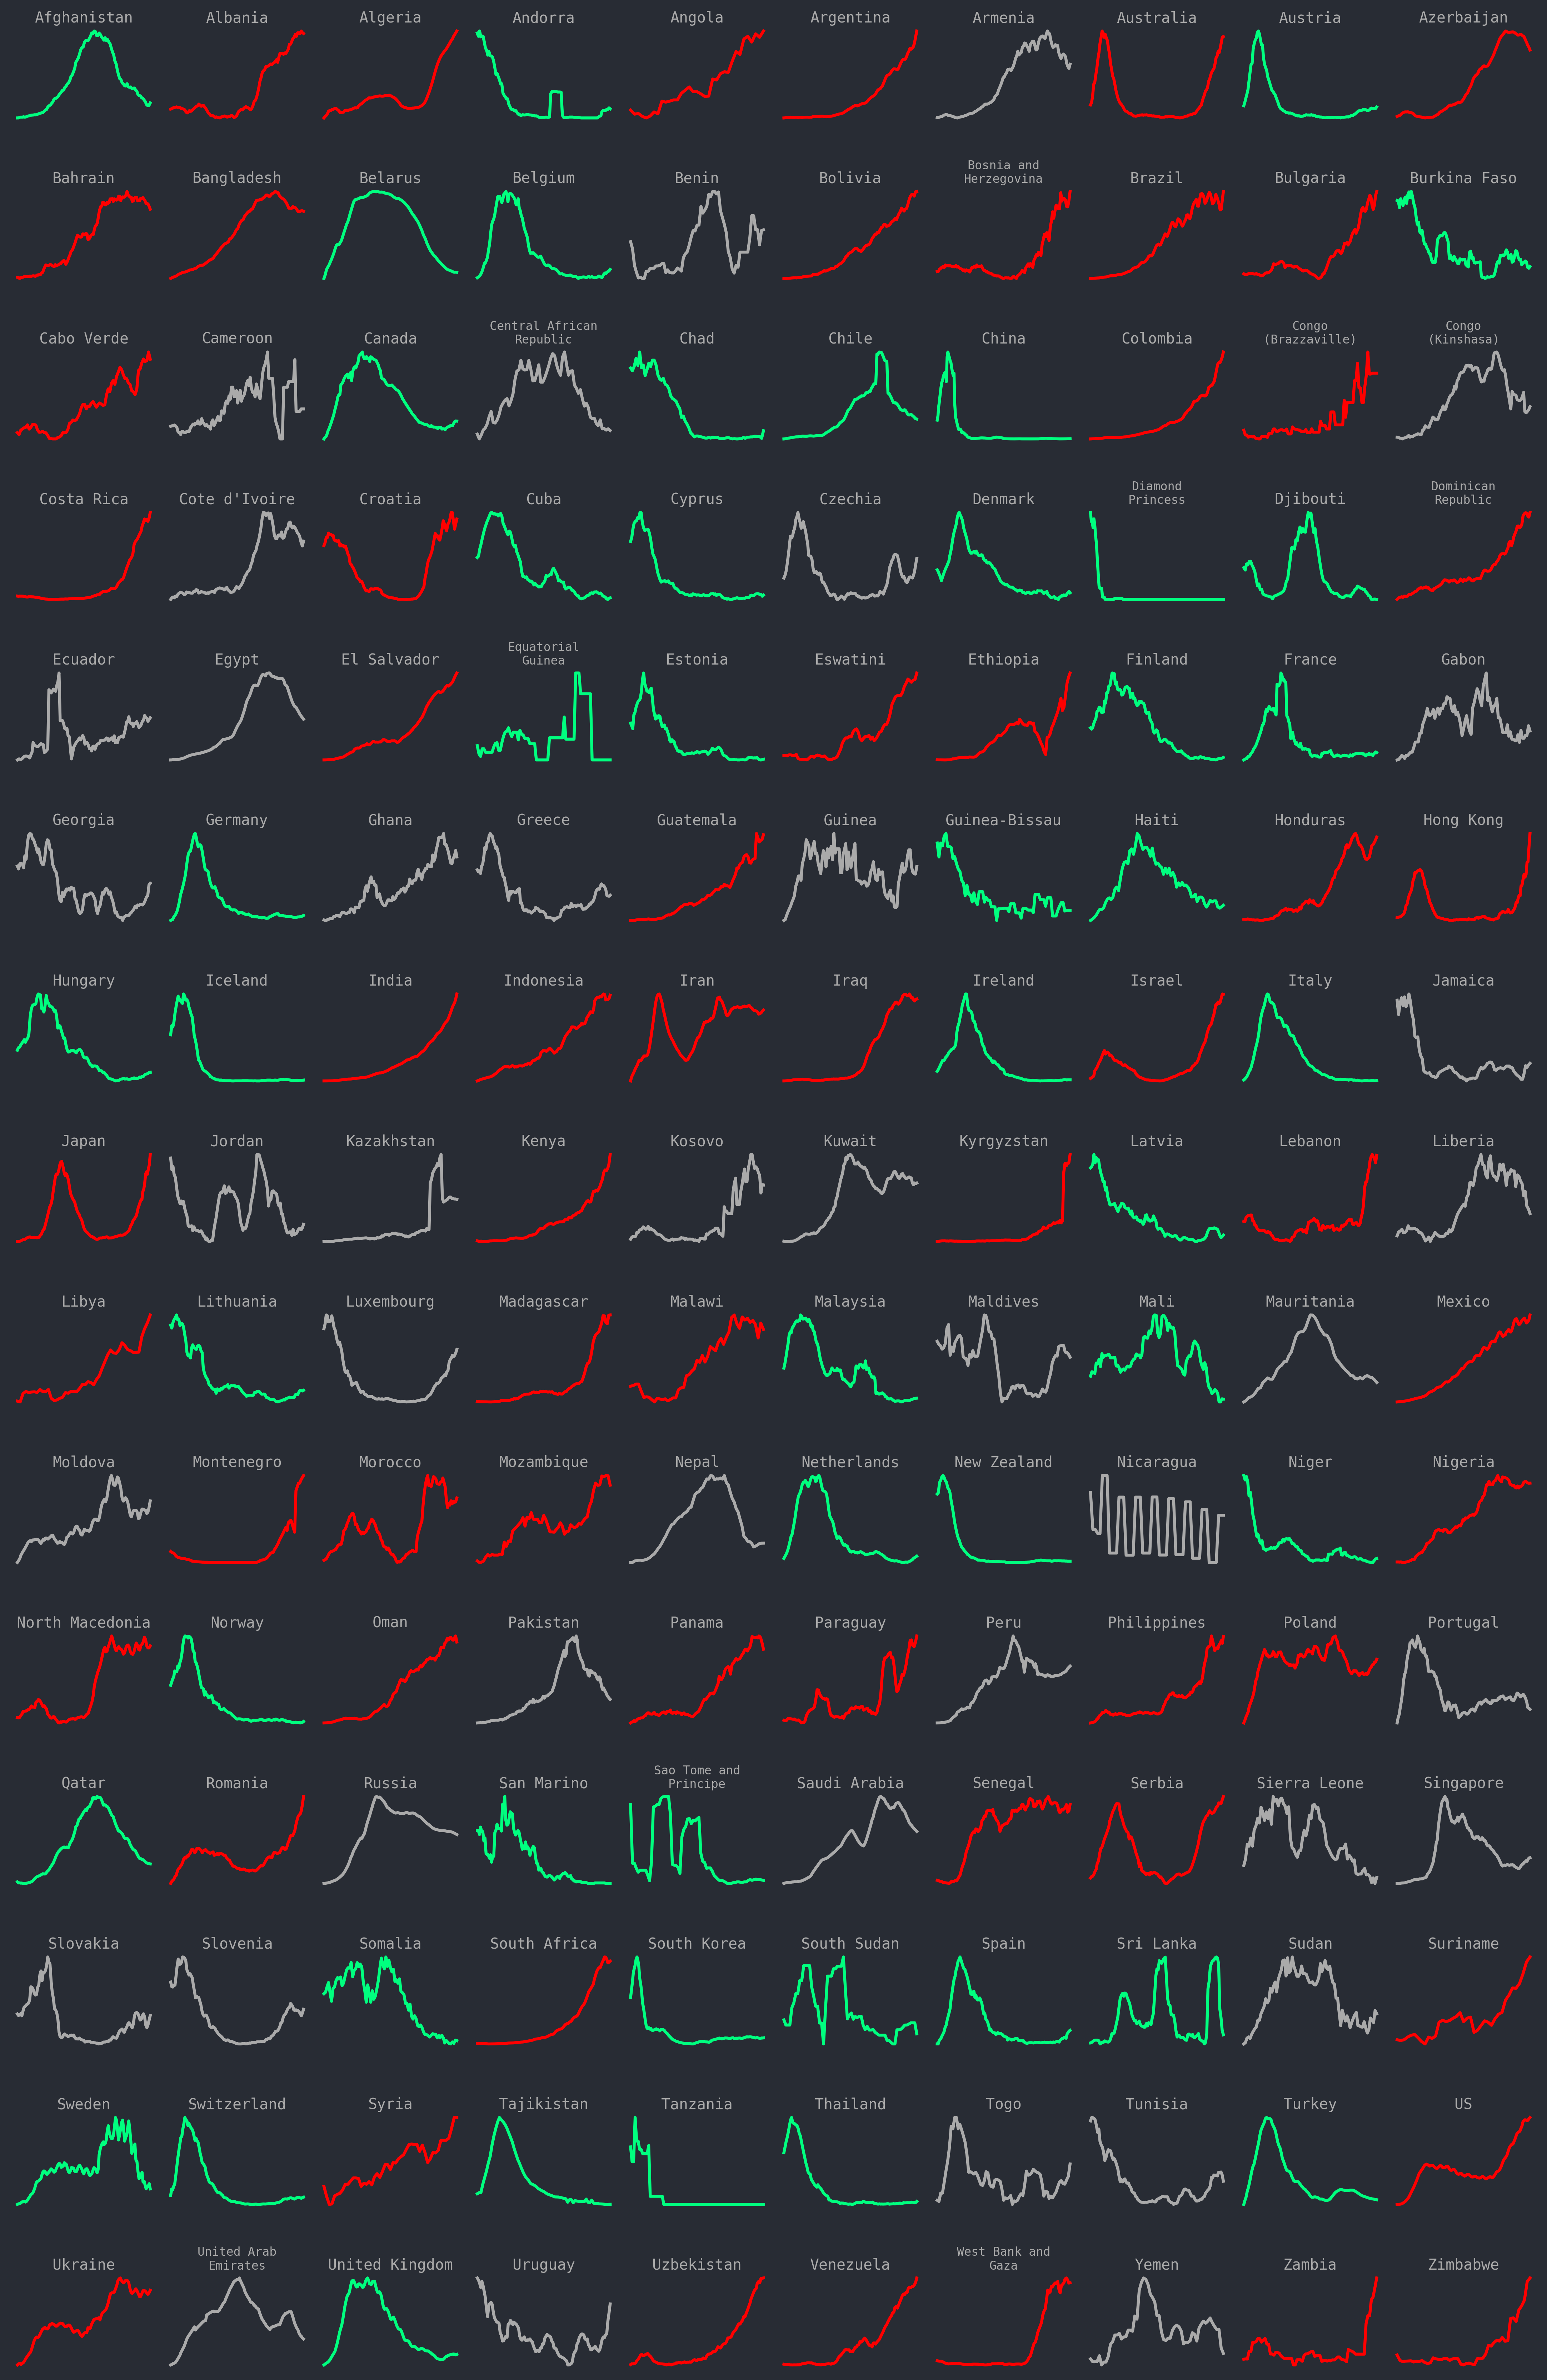 Afghanistan
Albania
Algeria
Andorra
Angola
Argentina
Armenia
Australia
Austria
Azerbaijan
Bahrain
Bangladesh
Belarus
Belgium
Benin
Bolivia
Bosnia and
Herzegovina
Brazil
Bulgaria
Burkina Faso
Cabo Verde
Cameroon
Canada
Central African
Republic
Chad
Chile
China
Colombia
Congo
(Brazzaville)
Congo
(Kinshasa)
Costa Rica
Cote d'Ivoire
Croatia
Cuba
Cyprus
Czechia
Denmark
Diamond
Princess
Djibouti
Dominican
Republic
Ecuador
Egypt
El Salvador
Equatorial
Guinea
Estonia
Eswatini
Ethiopia
Finland
France
Gabon
Georgia
Germany
Ghana
Greece
Guatemala
Guinea
Guinea-Bissau
Haiti
Honduras
Hong Kong
Hungary
Iceland
India
Indonesia
Iran
Iraq
Ireland
Israel
Italy
Jamaica
Japan
Jordan
Kazakhstan
Kenya
Kosovo
Kuwait
Kyrgyzstan
Latvia
Lebanon
Liberia
Libya
Lithuania
Luxembourg
Madagascar
Malawi
Malaysia
Maldives
Mali
Mauritania
Mexico
Moldova
Montenegro
Morocco
Mozambique
Nepal
Netherlands
New Zealand
Nicaragua
Niger
Nigeria
North Macedonia
Norway
Oman
Pakistan
Panama
Paraguay
Peru
Philippines
Poland
Portugal
Qatar
Romania
Russia
San Marino
Sao Tome and
Principe
Saudi Arabia
Senegal
Serbia
Sierra Leone
Singapore
Slovakia
Slovenia
Somalia
South Africa
South Korea
South Sudan
Spain
Sri Lanka
Sudan
Suriname
Sweden
Switzerland
Syria
Tajikistan
Tanzania
Thailand
Togo
Tunisia
Turkey
US
Ukraine
United Arab
Emirates
United Kingdom
Uruguay
Uzbekistan
Venezuela
West Bank and
Gaza
Yemen
Zambia
Zimbabwe